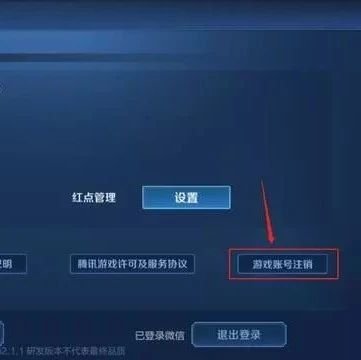 红点管理 设置
明 腾讯游戏许可及服务协议 游戏账号注销
已登录微信 退出登录
2.1.1 研发版本不代表最终品质